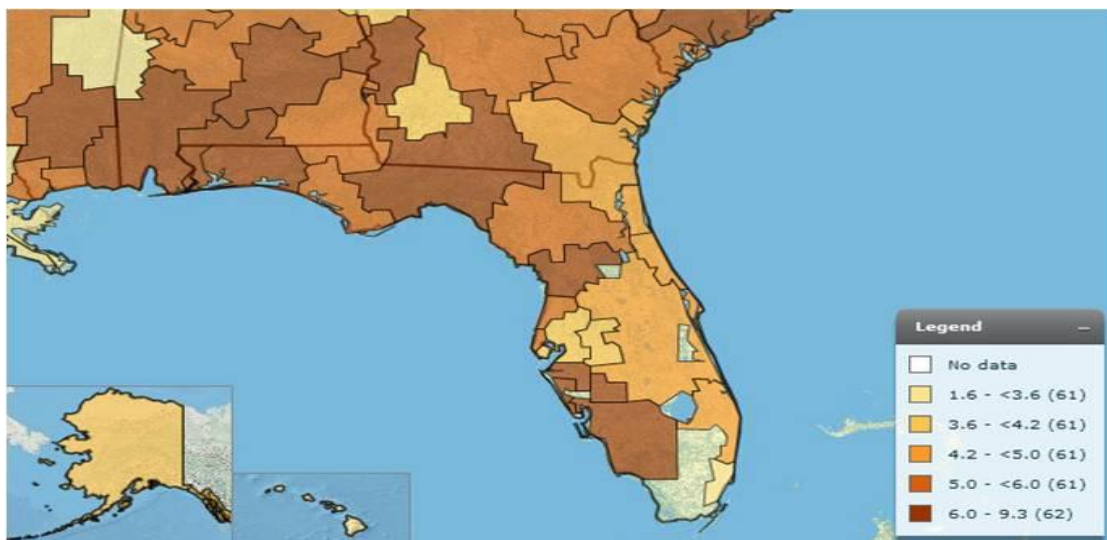 Legend
No data
1.6 - <3.6 (61)
3.6 - <4.2 (61)
4.2 - <5.0 (61)
5.0 - <6.0 (61)
6.0 - 9.3 (62)